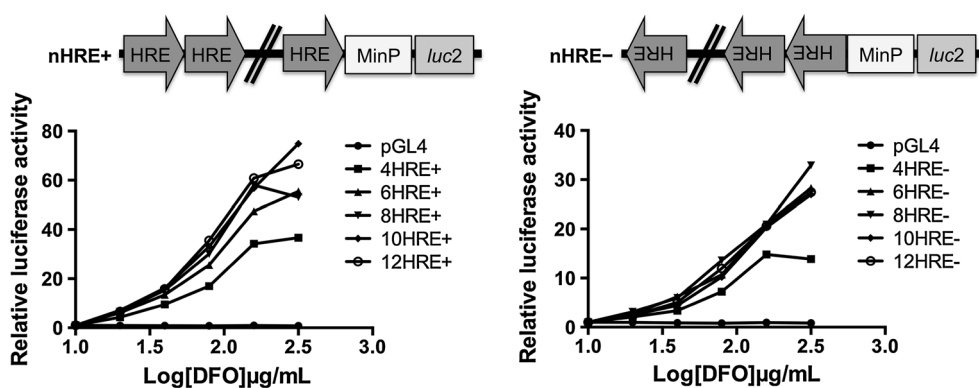 nHRE+ HRE HRE HRE MinP luc2
Relative luciferase activity
80
60
40
20
0
1.0 1.5 2.0 2.5 3.0
Log[DFO]µg/mL
pGL4
4HRE+
6HRE+
8HRE+
10HRE+
12HRE+
nHRE– HRE HRE HRE MinP luc2
Relative luciferase activity
40
30
20
10
0
1.0 1.5 2.0 2.5 3.0
Log[DFO]µg/mL
pGL4
4HRE-
6HRE-
8HRE-
10HRE-
12HRE-